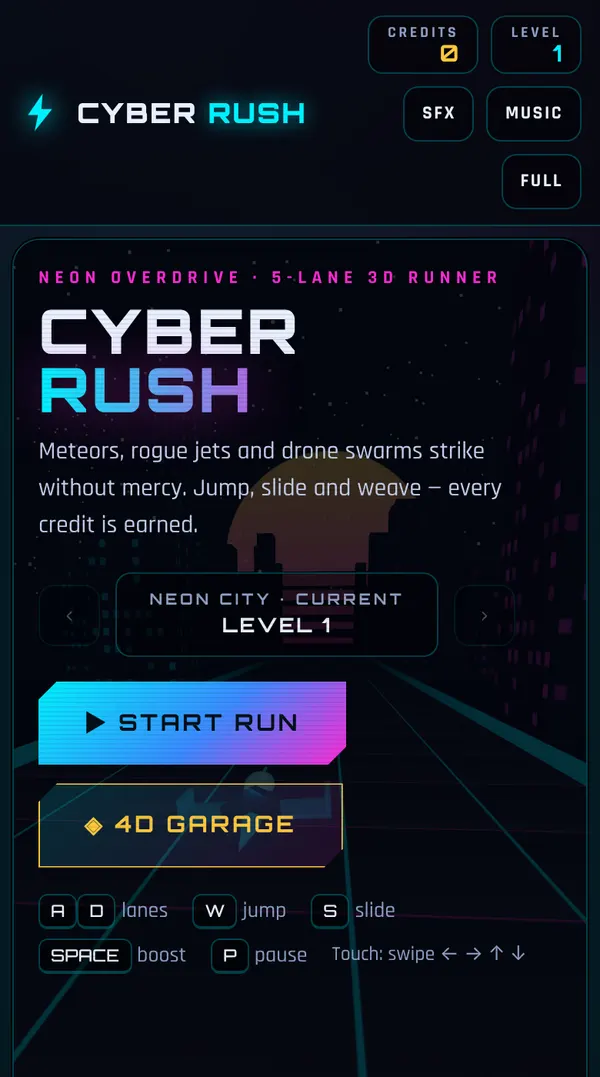 CREDITS
0
LEVEL
1
CYBER RUSH
SFX
MUSIC
FULL
NEON OVERDRIVE · 5-LANE 3D RUNNER
CYBER
RUSH
Meteors, rogue jets and drone swarms strike
without mercy. Jump, slide and weave — every
credit is earned.
‹
NEON CITY · CURRENT
LEVEL 1
›
▶ START RUN
◈ 4D GARAGE
A D lanes W jump S slide
SPACE boost P pause Touch: swipe ← → ↑ ↓